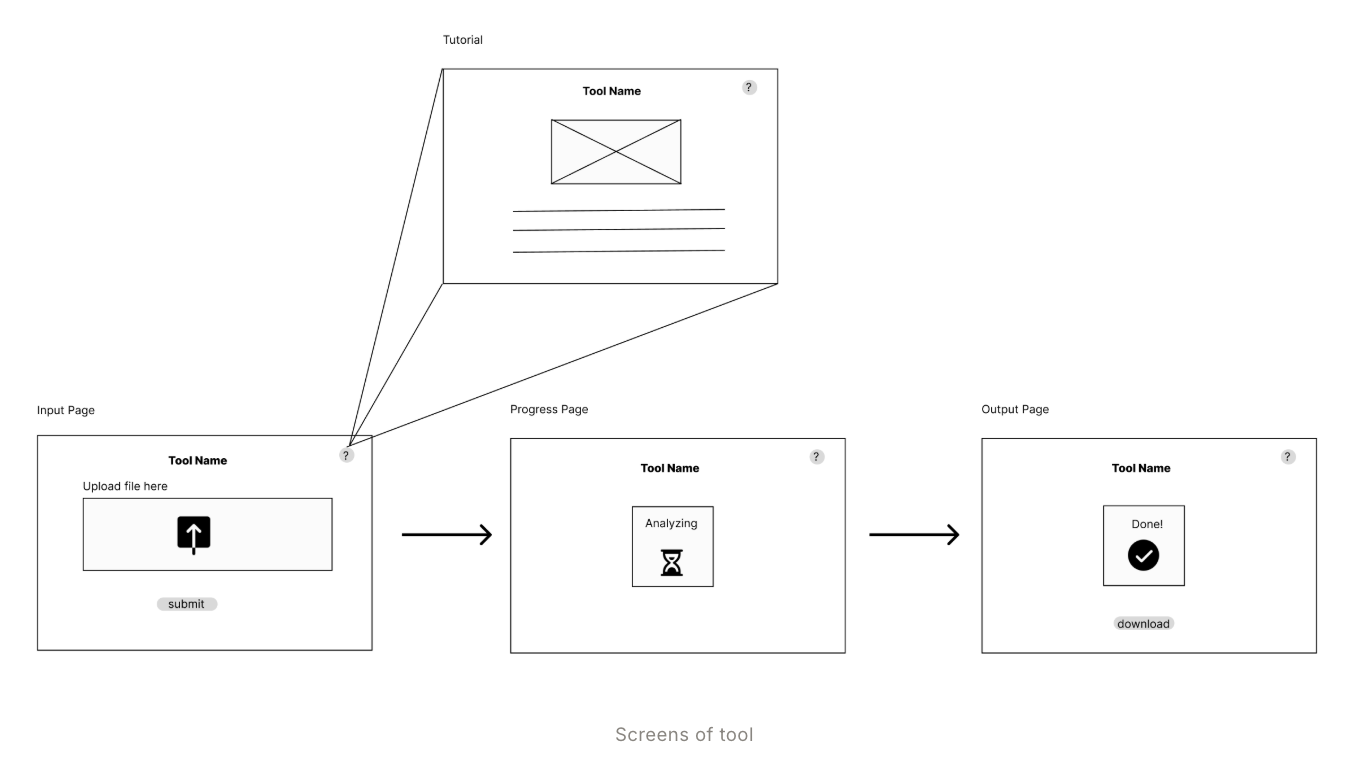 Tutorial
Tool Name
?
Input Page
Tool Name
?
Upload file here
submit
Progress Page
Tool Name
?
Analyzing
Output Page
Tool Name
?
Done!
download
Screens of tool